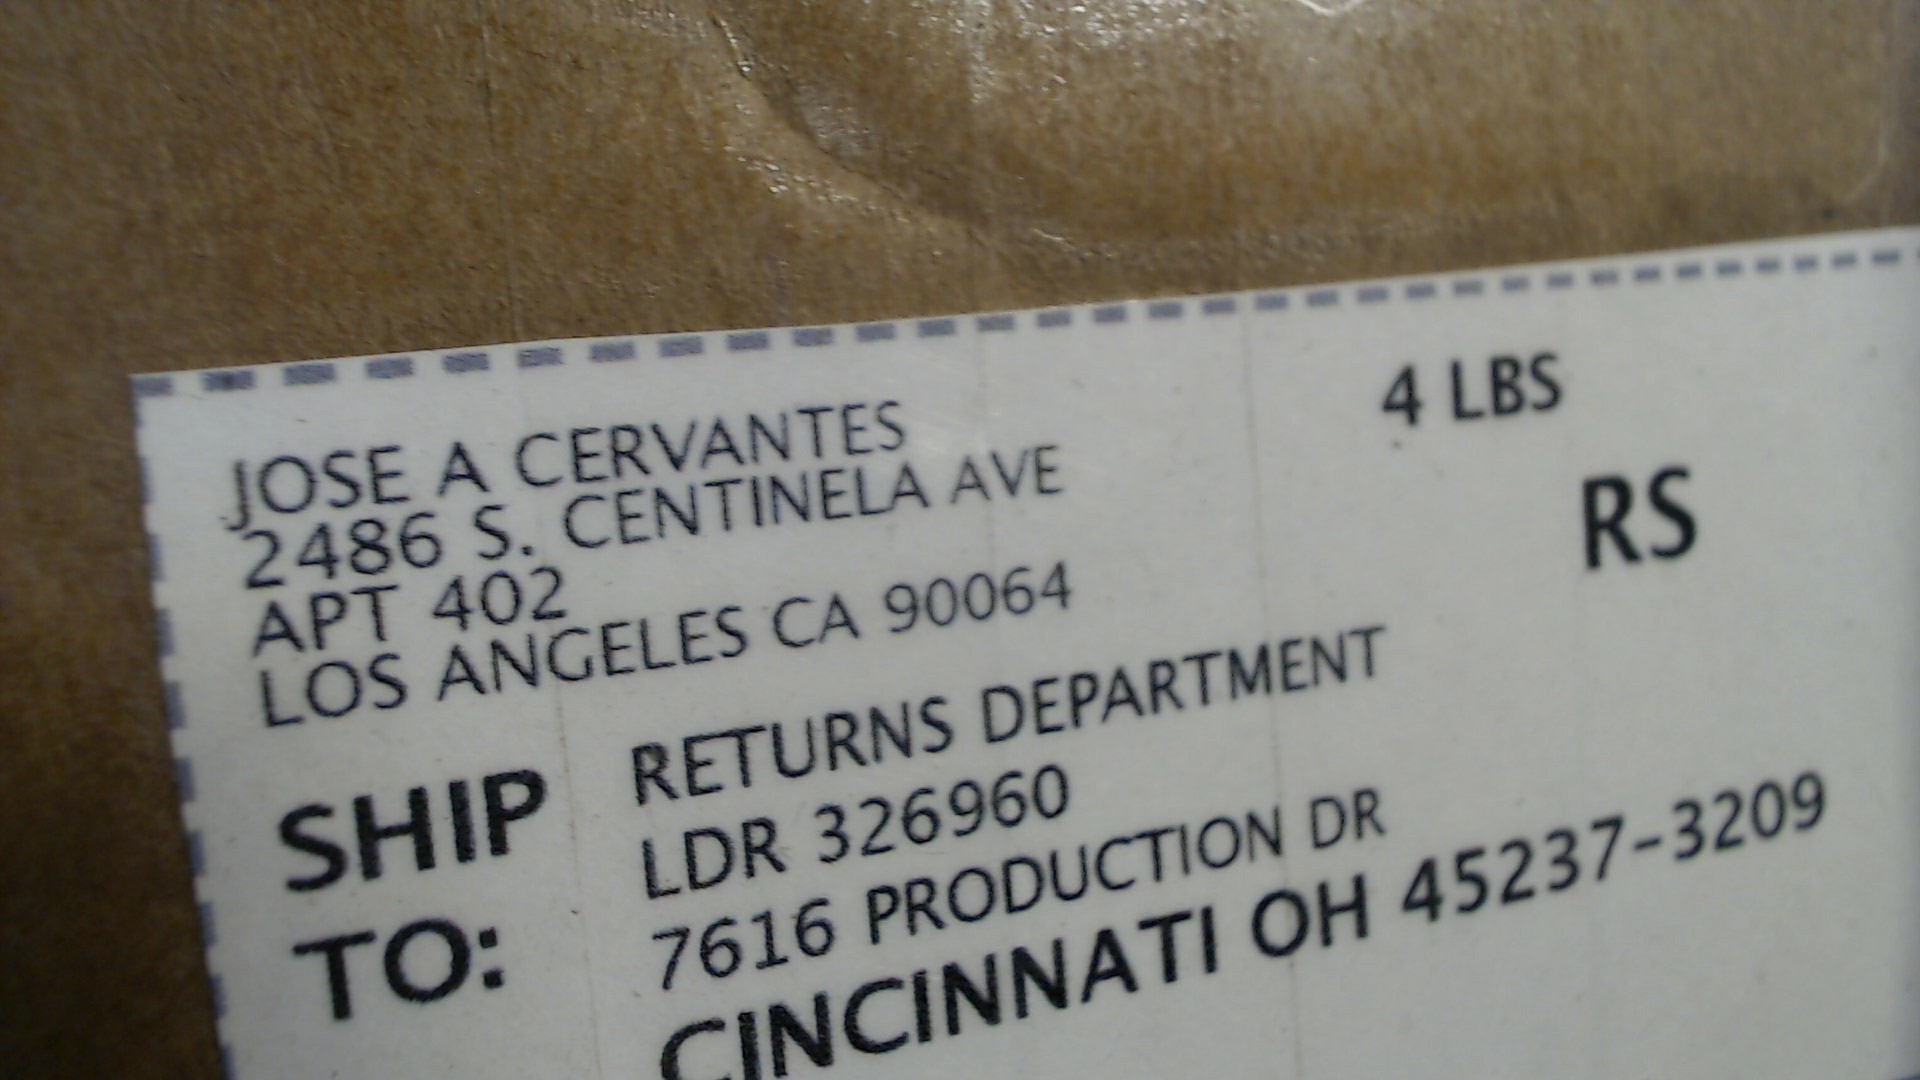 JOSE A CERVANTES
2486 S. CENTINELA AVE
APT 402
LOS ANGELES CA 90064
4 LBS
RS
SHIP
TO:
RETURNS DEPARTMENT
LDR 326960
7616 PRODUCTION DR
CINCINNATI OH 45237-3209